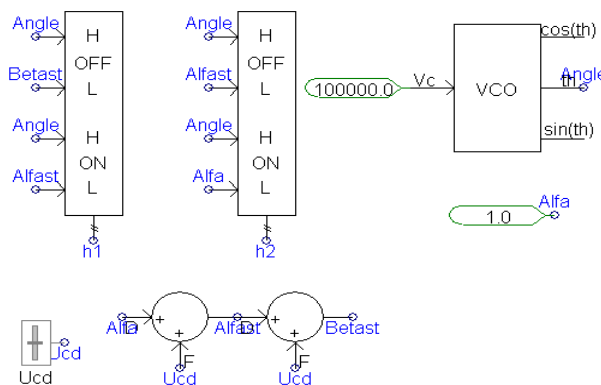 Angle
H
OFF
Betast
L
Angle
H
ON
Alfast
L
h1
Angle
H
OFF
Alfast
L
Angle
H
ON
Alfa
L
h2
100000.0
Vc
VCO
cos(th)
th
Angle
sin(th)
Alfa
1.0
Ucd
Ucd
Alfa
D
+
+
F
Ucd
Alfast
D
+
+
F
Ucd
Betast